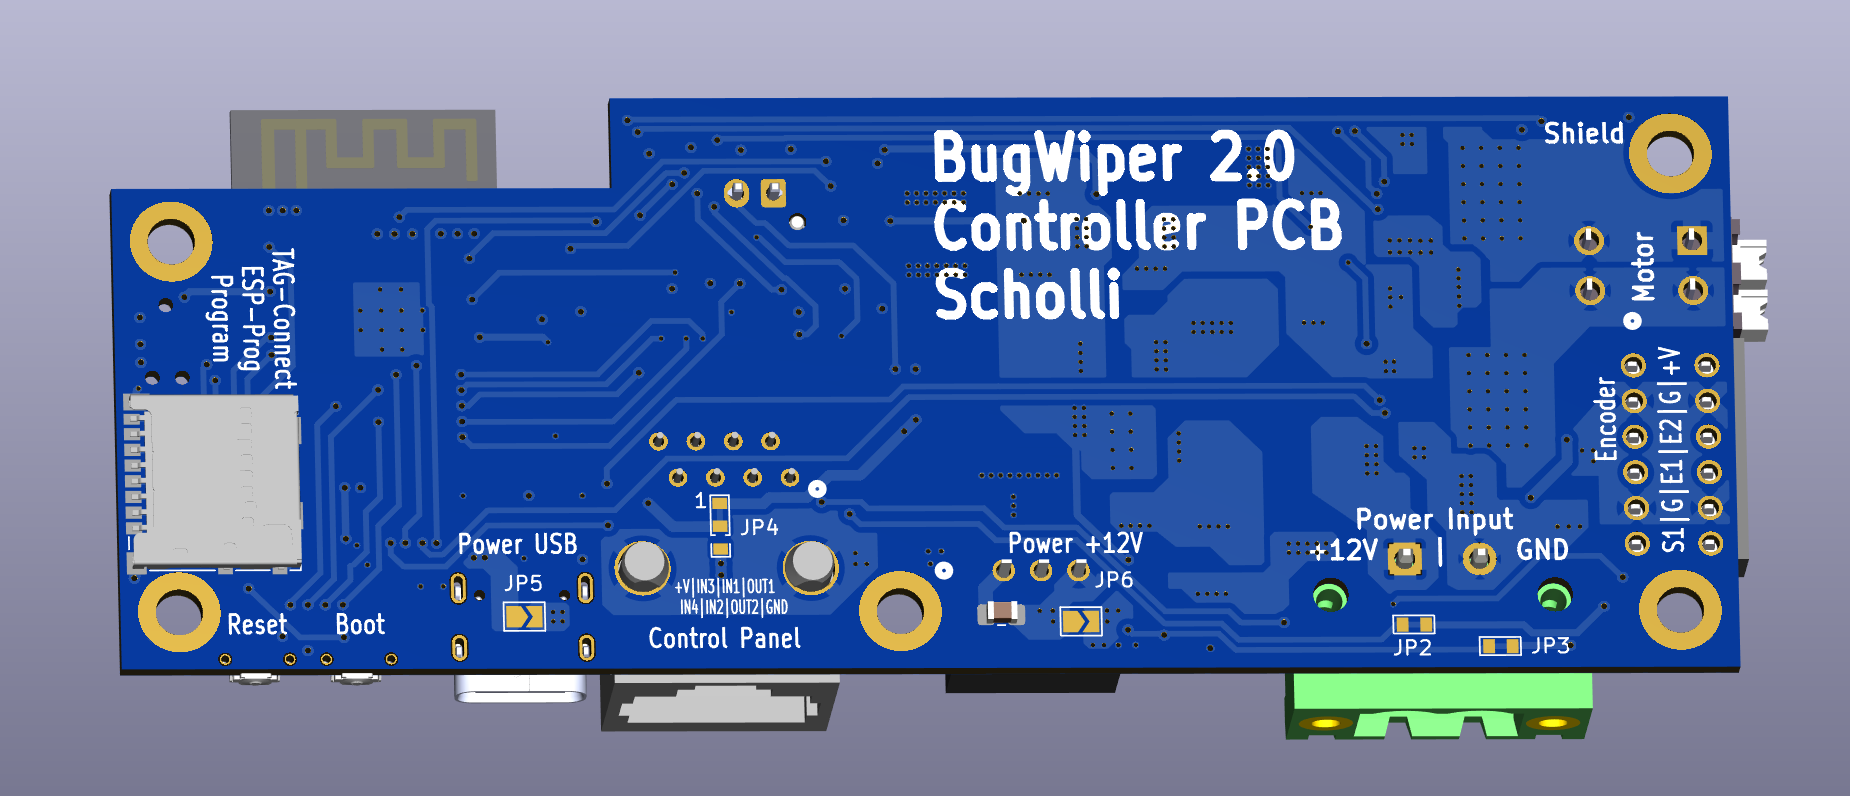 BugWiper 2.0
Controller PCB
Scholli
Shield
Motor
TAG-Connect
ESP-Prog
Program
Encoder
S1|G|E1|E2|G|+V
1
JP4
Power USB
JP5
Reset
Boot
+V|IN3|IN1|OUT1
IN4|IN2|OUT2|GND
Control Panel
Power +12V
JP6
Power Input
+12V | GND
JP2
JP3